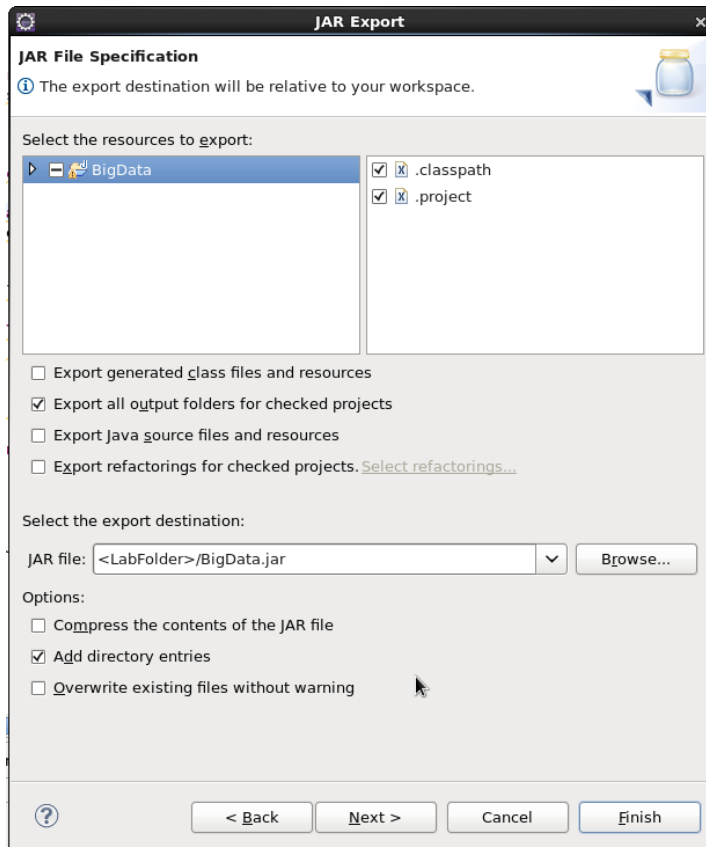 JAR Export
JAR File Specification
The export destination will be relative to your workspace.
Select the resources to export:
BigData
.classpath
.project
Export generated class files and resources
Export all output folders for checked projects
Export Java source files and resources
Export refactorings for checked projects. Select refactorings...
Select the export destination:
JAR file: <LabFolder>/BigData.jar Browse...
Options:
Compress the contents of the JAR file
Add directory entries
Overwrite existing files without warning
< Back Next > Cancel Finish